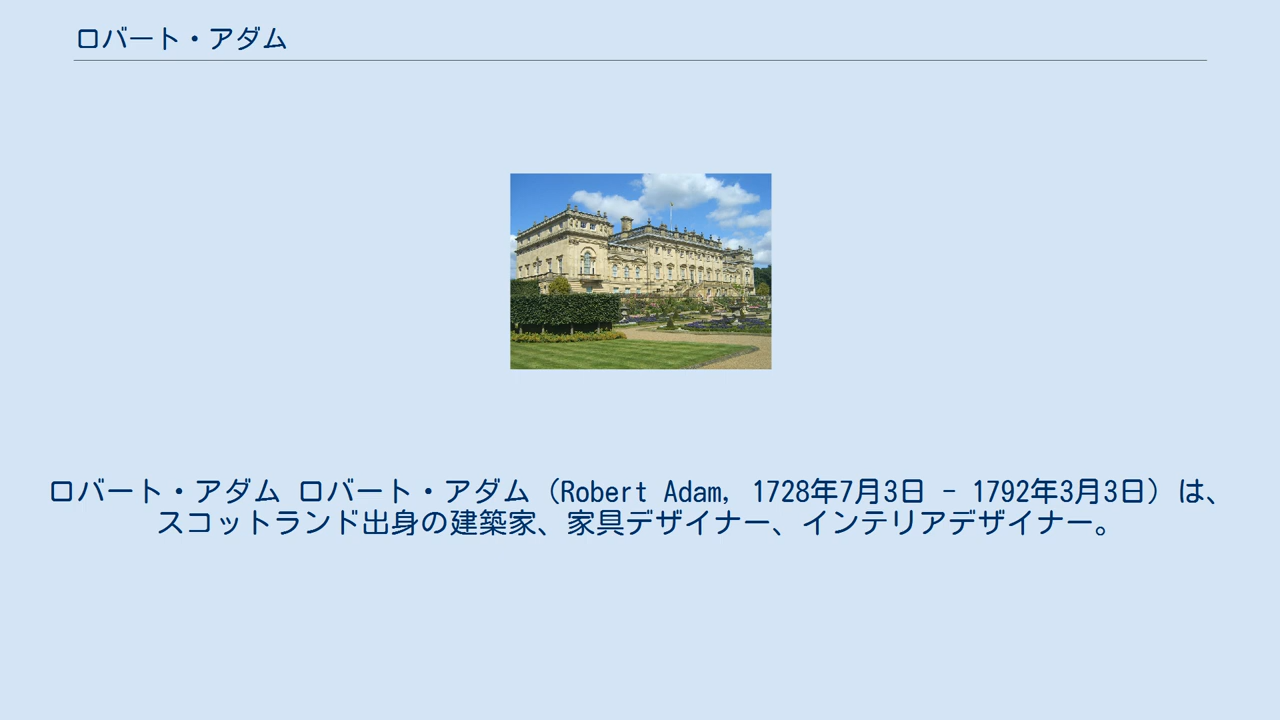 ロバート・アダム
ロバート・アダム ロバート・アダム（Robert Adam, 1728年7月3日 - 1792年3月3日）は、
スコットランド出身の建築家、家具デザイナー、インテリアデザイナー。